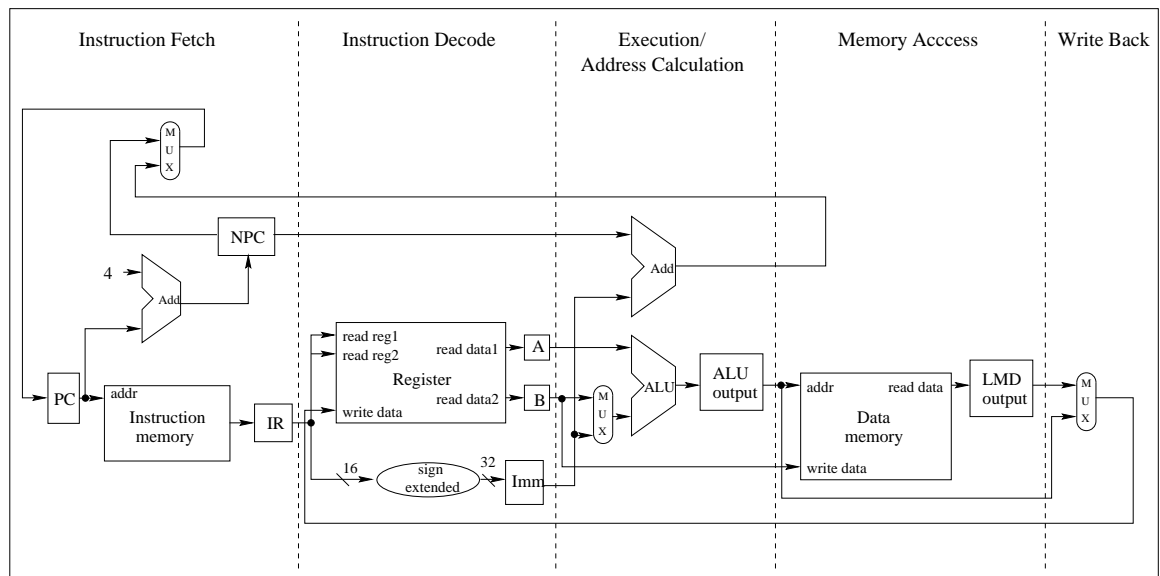 Instruction Fetch
Instruction Decode
Execution/
Address Calculation
Memory Acccess
Write Back
M
U
X
NPC
4
Add
Add
read reg1
read reg2
read data1
Register
read data2
write data
A
B
M
U
X
ALU
ALU
output
addr
read data
Data
memory
write data
LMD
output
M
U
X
PC
addr
Instruction
memory
IR
16
sign
extended
32
Imm